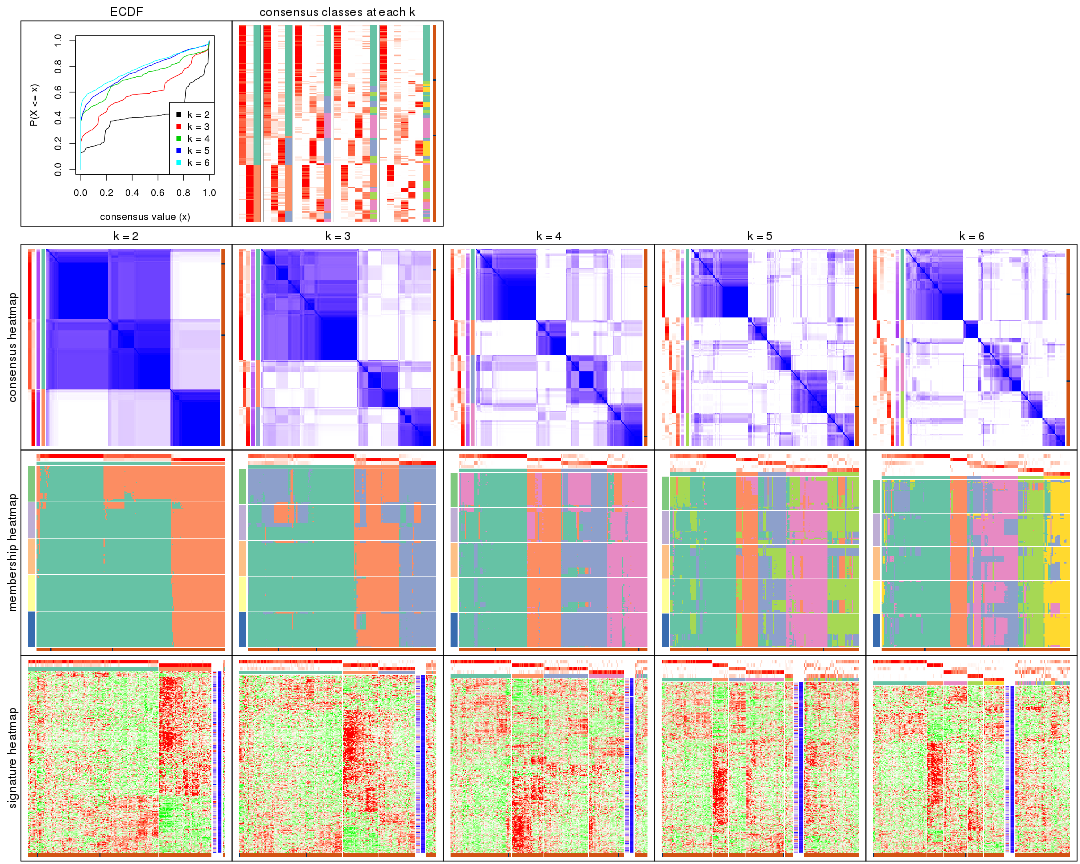 ECDF
consensus classes at each k
P(X <= x)
1.0
0.8
0.6
0.4
0.2
0.0
k = 2
k = 3
k = 4
k = 5
k = 6
0.0 0.2 0.4 0.6 0.8 1.0
consensus value (x)
k = 2 k = 3 k = 4 k = 5 k = 6
consensus heatmap
membership heatmap
signature heatmap